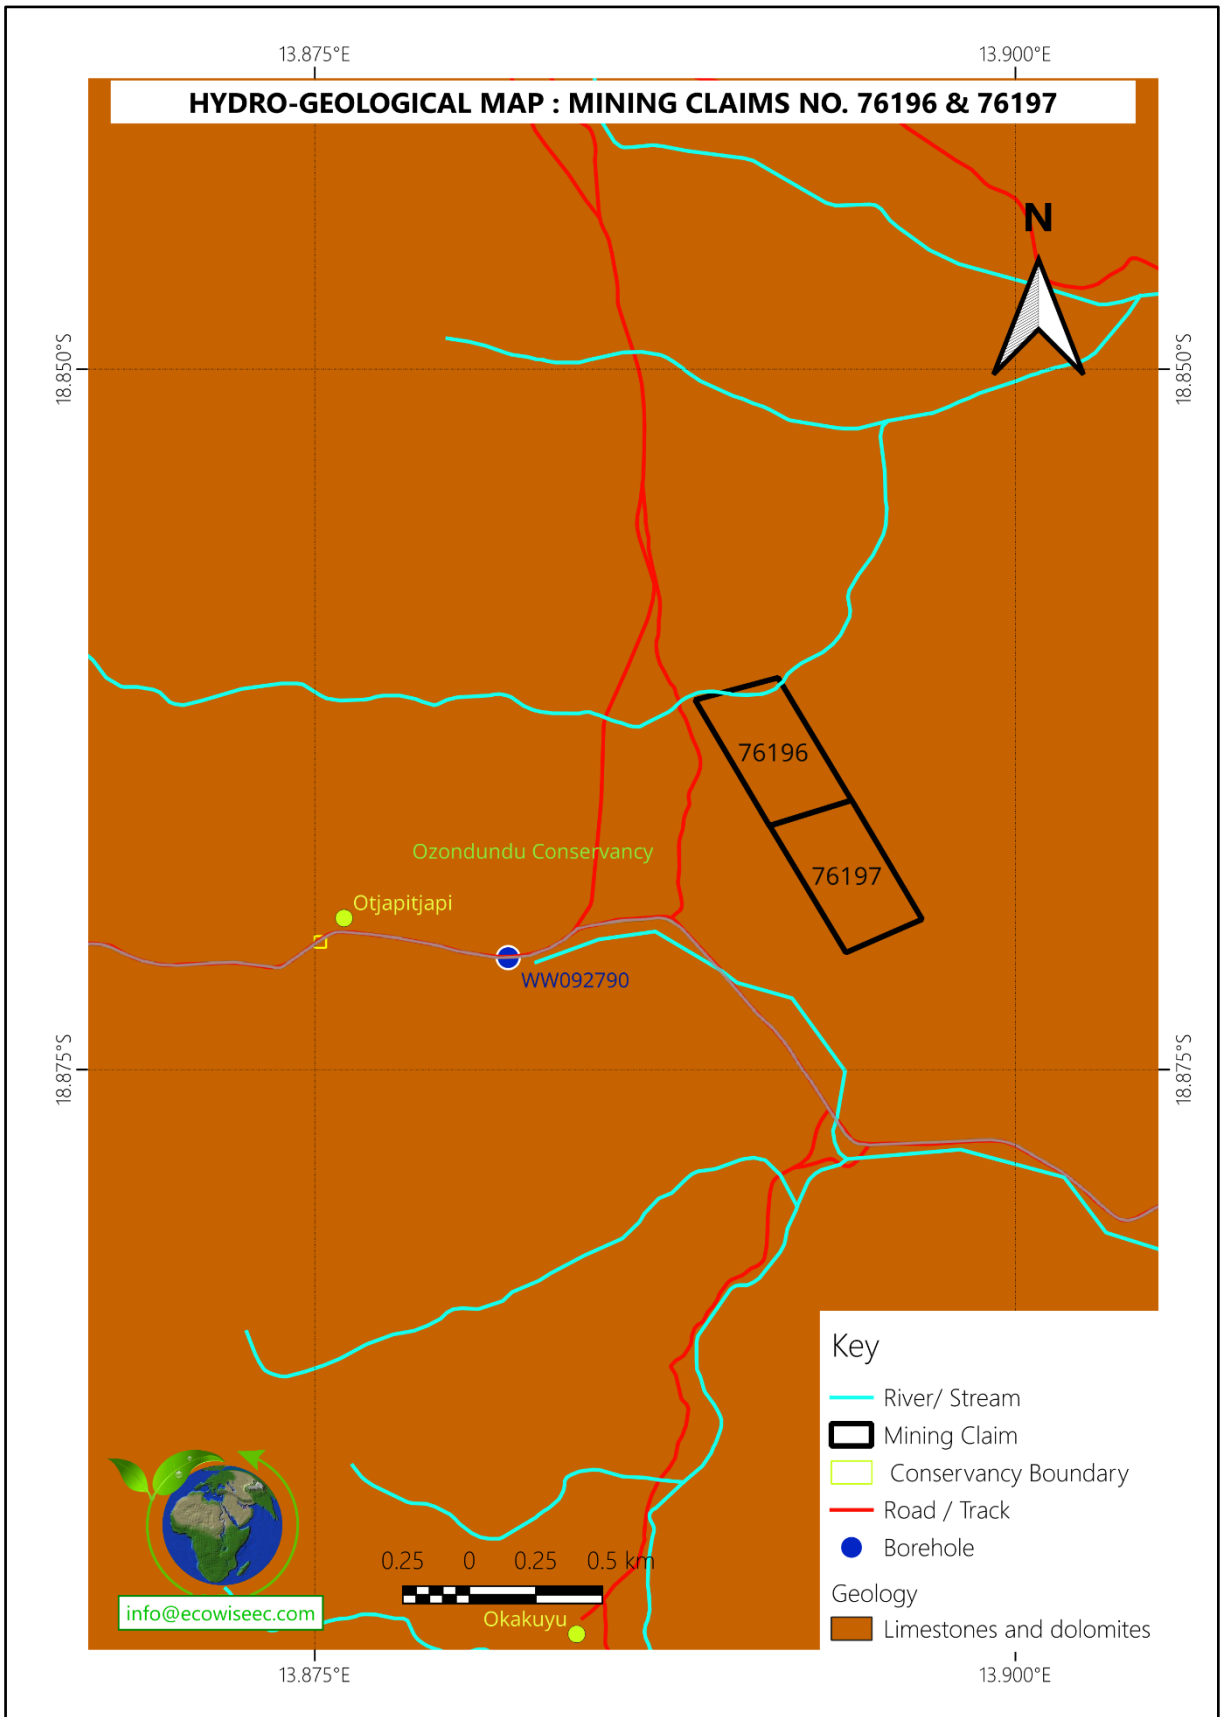 13.875°E
13.900°E
HYDRO-GEOLOGICAL MAP : MINING CLAIMS NO. 76196 & 76197
N
18.850°S
18.850°S
76196
Ozondundu Conservancy
76197
Otjapitjapi
WW092790
18.875°S
18.875°S
Key
River/ Stream
Mining Claim
Conservancy Boundary
Road / Track
Borehole
Geology
Limestones and dolomites
0.25 0 0.25 0.5 km
info@ecowiseec.com
Okakuyu
13.875°E
13.900°E